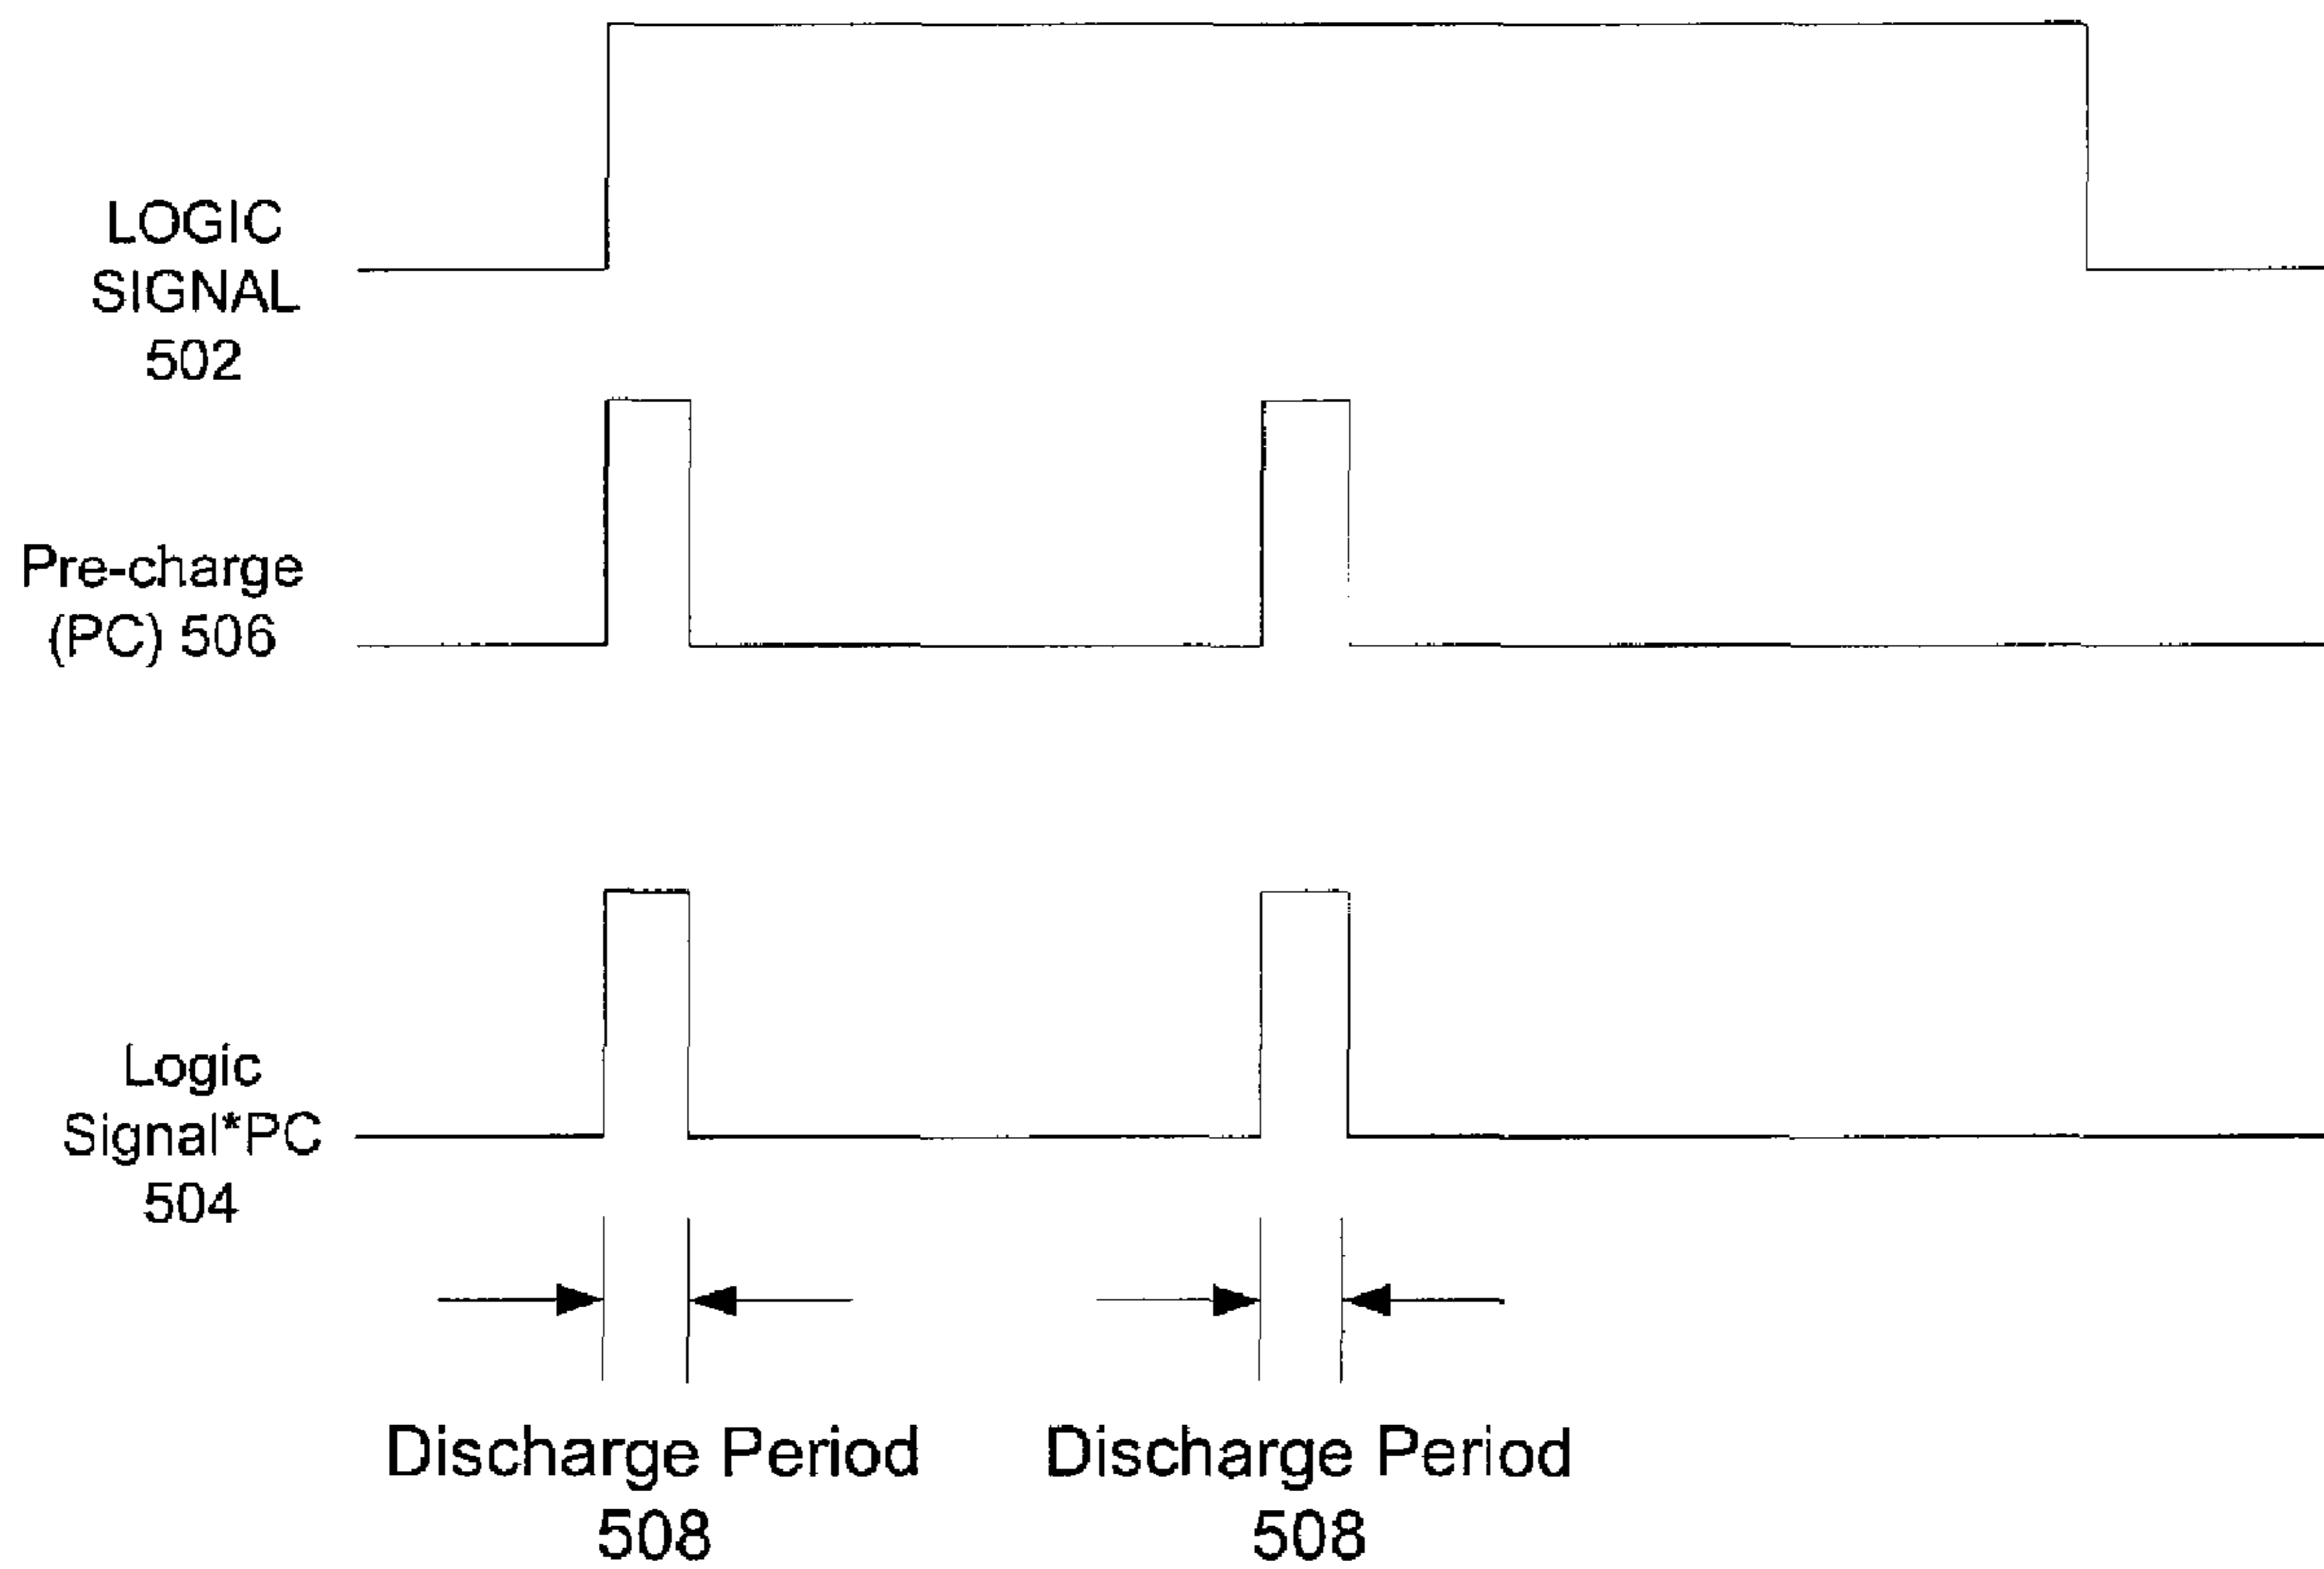 LOGIC
SIGNAL
502
Pre-charge
(PC) 506
Logic
Signal*PC
504
Discharge Period
508
Discharge Period
508